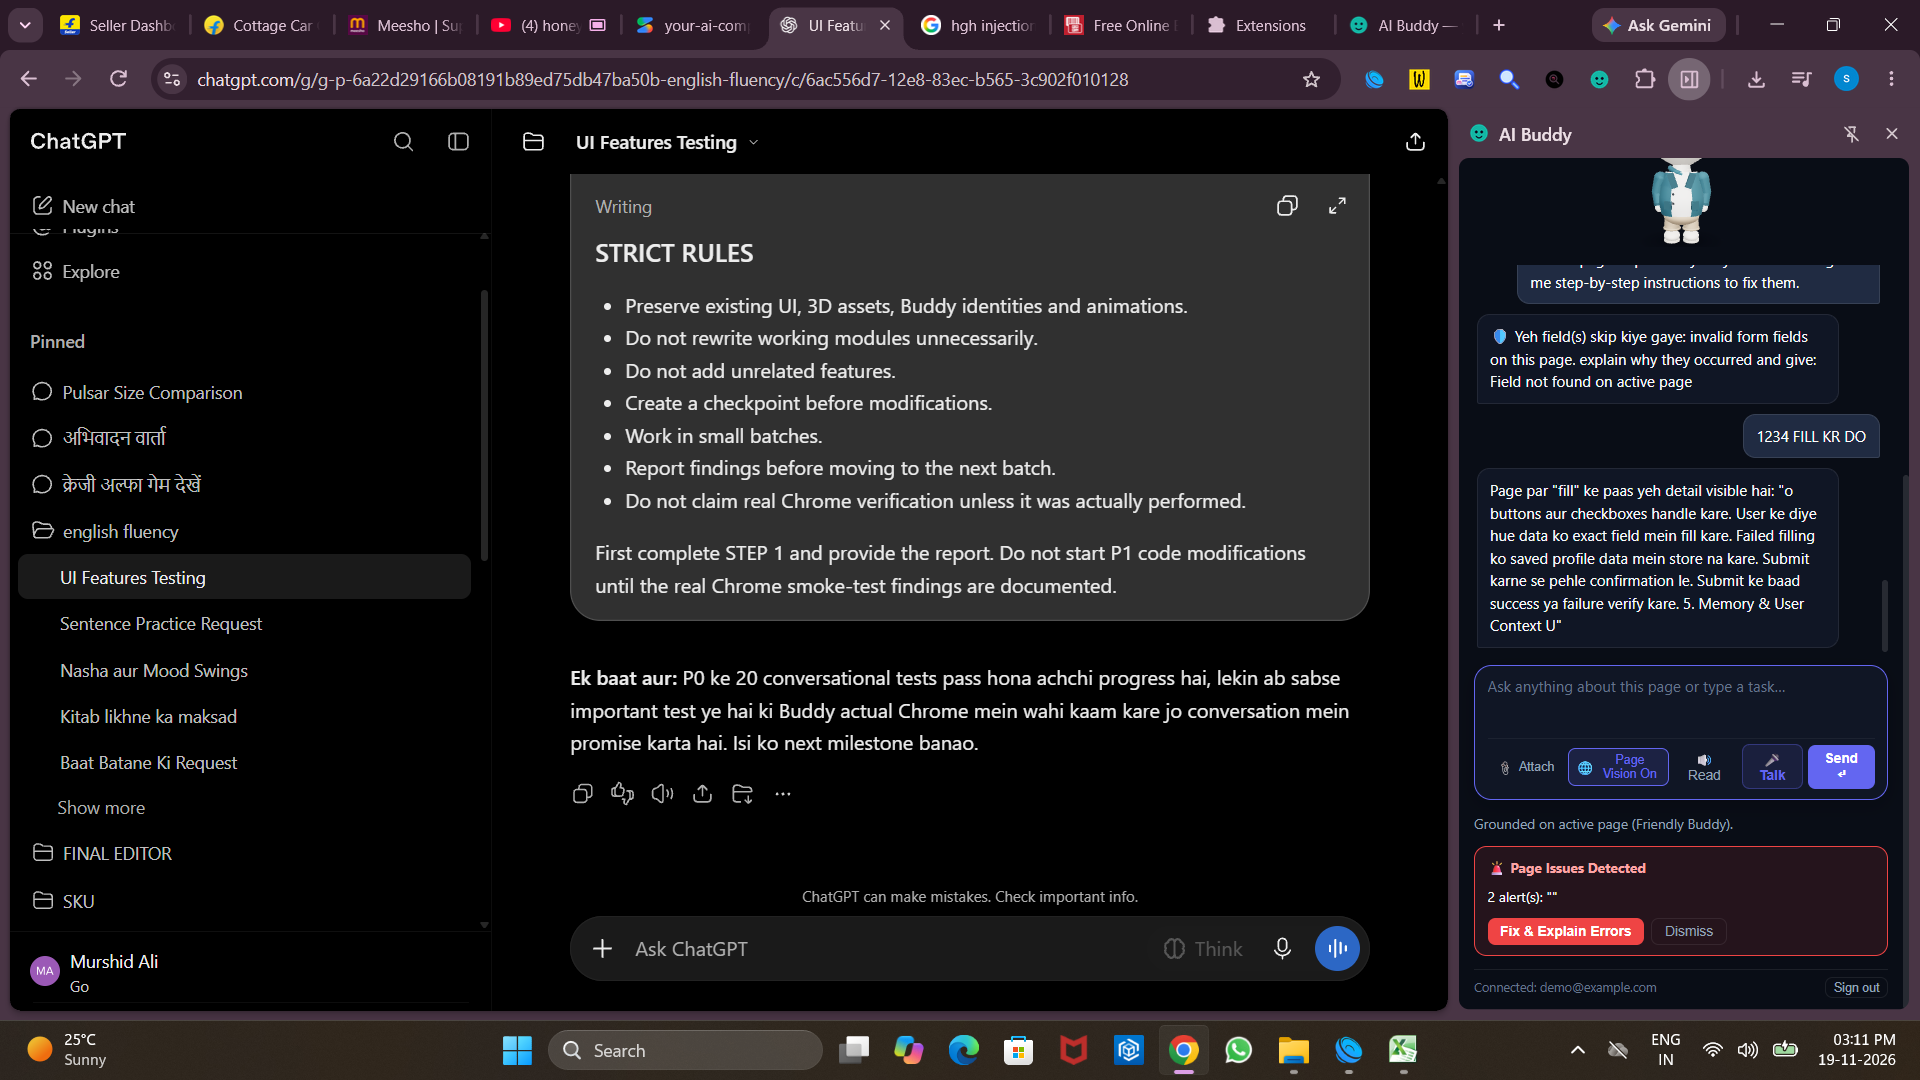 Seller Dashb
Cottage Car
Meesho | Su
(4) honey
your-ai-com
UI Featu
hgh injectio
Free Online
Extensions
AI Buddy —
Ask Gemini
chatgpt.com/g/g-p-6a22d29166b08191b89ed75db47ba50b-english-fluency/c/6ac556d7-12e8-83ec-b565-3c902f010128
S
ChatGPT
New chat
Plugins
Explore
Pinned
Pulsar Size Comparison
अभिवादन वार्ता
क्रेजी अल्फा गेम देखें
english fluency
UI Features Testing
Sentence Practice Request
Nasha aur Mood Swings
Kitab likhne ka maksad
Baat Batane Ki Request
Show more
FINAL EDITOR
SKU
MA
Murshid Ali
Go
UI Features Testing
Writing
STRICT RULES
• Preserve existing UI, 3D assets, Buddy identities and animations.
• Do not rewrite working modules unnecessarily.
• Do not add unrelated features.
• Create a checkpoint before modifications.
• Work in small batches.
• Report findings before moving to the next batch.
• Do not claim real Chrome verification unless it was actually performed.
First complete STEP 1 and provide the report. Do not start P1 code modifications
until the real Chrome smoke-test findings are documented.
Ek baat aur: P0 ke 20 conversational tests pass hona achchi progress hai, lekin ab sabse
important test ye hai ki Buddy actual Chrome mein wahi kaam kare jo conversation mein
promise karta hai. Isi ko next milestone banao.
ChatGPT can make mistakes. Check important info.
Ask ChatGPT
Think
AI Buddy
me step-by-step instructions to fix them.
Yeh field(s) skip kiye gaye: invalid form fields
on this page. explain why they occurred and give:
Field not found on active page
1234 FILL KR DO
Page par "fill" ke paas yeh detail visible hai: "o
buttons aur checkboxes handle kare. User ke diye
hue data ko exact field mein fill kare. Failed filling
ko saved profile data mein store na kare. Submit
karne se pehle confirmation le. Submit ke baad
success ya failure verify kare. 5. Memory & User
Context U"
Ask anything about this page or type a task...
Attach
Page
Vision On
Read
Talk
Send
Grounded on active page (Friendly Buddy).
Page Issues Detected
2 alert(s): ""
Fix & Explain Errors
Dismiss
Connected: demo@example.com
Sign out
25°C
Sunny
Search
ENG
IN
03:11 PM
19-11-2026